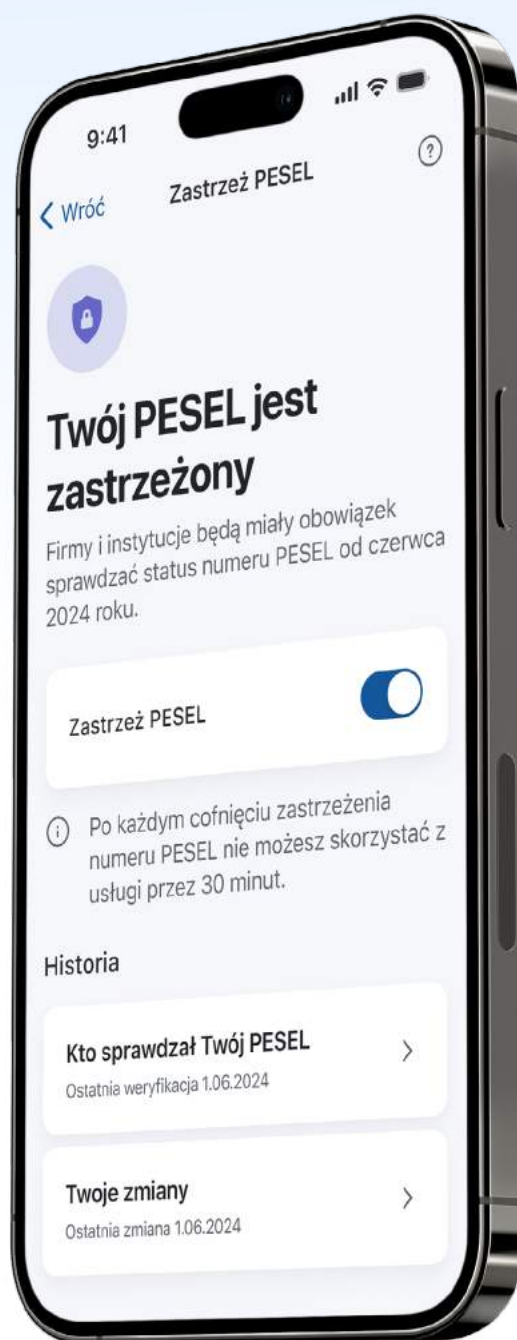 9:41
Wróć
Zastrzeż PESEL
Twój PESEL jest
zastrzeżony
Firmy i instytucje będą miały obowiązek
sprawdzać status numeru PESEL od czerwca
2024 roku.
Zastrzeż PESEL
Po każdym cofnięciu zastrzeżenia
numeru PESEL nie możesz skorzystać z
usługi przez 30 minut.
Historia
Kto sprawdzał Twój PESEL
Ostatnia weryfikacja 1.06.2024
Twoje zmiany
Ostatnia zmiana 1.06.2024